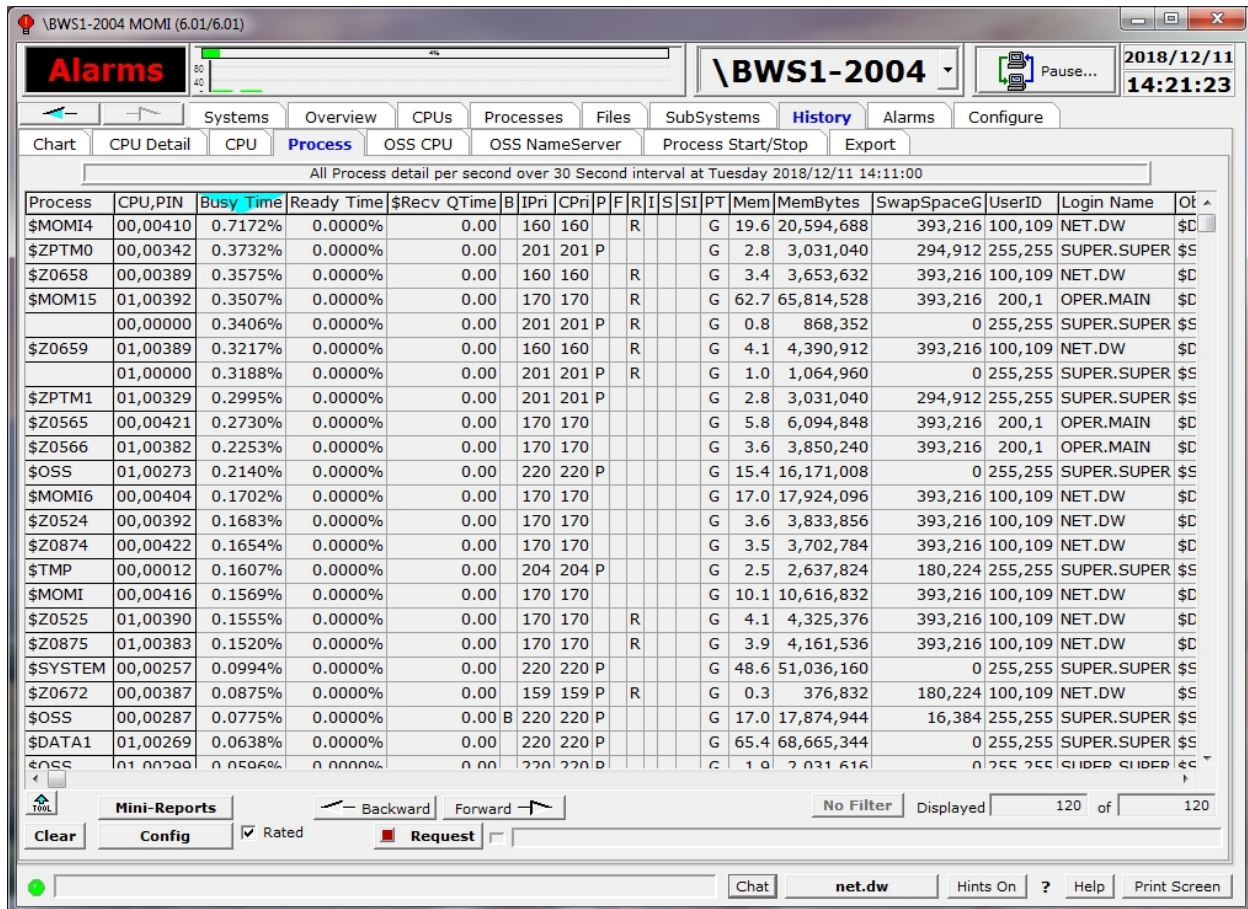 \BWS1-2004 MOMI (6.01/6.01)
Alarms
4%
80
40
\BWS1-2004
Pause...
2018/12/11
14:21:23
Systems Overview CPUs Processes Files SubSystems History Alarms Configure
Chart CPU Detail CPU Process OSS CPU OSS NameServer Process Start/Stop Export
All Process detail per second over 30 Second interval at Tuesday 2018/12/11 14:11:00
Process CPU,PIN Busy Time Ready Time $Recv QTime B IPri CPri P F R I S SI PT Mem MemBytes SwapSpaceG UserID Login Name
$MOMI4 00,00410 0.7172% 0.0000% 0.00 160 160 R G 19.6 20,594,688 393,216 100,109 NET.DW $D
$ZPTM0 00,00342 0.3732% 0.0000% 0.00 201 201 P G 2.8 3,031,040 294,912 255,255 SUPER.SUPER $S
$Z0658 00,00389 0.3575% 0.0000% 0.00 160 160 R G 3.4 3,653,632 393,216 100,109 NET.DW $D
$MOM15 01,00392 0.3507% 0.0000% 0.00 170 170 R G 62.7 65,814,528 393,216 200,1 OPER.MAIN $D
00,00000 0.3406% 0.0000% 0.00 201 201 P R G 0.8 868,352 0 255,255 SUPER.SUPER $S
$Z0659 01,00389 0.3217% 0.0000% 0.00 160 160 R G 4.1 4,390,912 393,216 100,109 NET.DW $D
01,00000 0.3188% 0.0000% 0.00 201 201 P R G 1.0 1,064,960 0 255,255 SUPER.SUPER $S
$ZPTM1 01,00329 0.2995% 0.0000% 0.00 201 201 P G 2.8 3,031,040 294,912 255,255 SUPER.SUPER $S
$Z0565 00,00421 0.2730% 0.0000% 0.00 170 170 G 5.8 6,094,848 393,216 200,1 OPER.MAIN $D
$Z0566 01,00382 0.2253% 0.0000% 0.00 170 170 G 3.6 3,850,240 393,216 200,1 OPER.MAIN $D
$OSS 01,00273 0.2140% 0.0000% 0.00 220 220 P G 15.4 16,171,008 0 255,255 SUPER.SUPER $S
$MOMI6 00,00404 0.1702% 0.0000% 0.00 170 170 G 17.0 17,924,096 393,216 100,109 NET.DW $D
$Z0524 00,00392 0.1683% 0.0000% 0.00 170 170 G 3.6 3,833,856 393,216 100,109 NET.DW $D
$Z0874 00,00422 0.1654% 0.0000% 0.00 170 170 G 3.5 3,702,784 393,216 100,109 NET.DW $D
$TMP 00,00012 0.1607% 0.0000% 0.00 204 204 P G 2.5 2,637,824 180,224 255,255 SUPER.SUPER $S
$MOMI 00,00416 0.1569% 0.0000% 0.00 170 170 G 10.1 10,616,832 393,216 100,109 NET.DW $D
$Z0525 01,00390 0.1555% 0.0000% 0.00 170 170 R G 4.1 4,325,376 393,216 100,109 NET.DW $D
$Z0875 01,00383 0.1520% 0.0000% 0.00 170 170 R G 3.9 4,161,536 393,216 100,109 NET.DW $D
$SYSTEM 00,00257 0.0994% 0.0000% 0.00 220 220 P G 48.6 51,036,160 0 255,255 SUPER.SUPER $S
$Z0672 00,00387 0.0875% 0.0000% 0.00 159 159 P R G 0.3 376,832 180,224 100,109 NET.DW $S
$OSS 00,00287 0.0775% 0.0000% 0.00 B 220 220 P G 17.0 17,874,944 16,384 255,255 SUPER.SUPER $S
$DATA1 01,00269 0.0638% 0.0000% 0.00 220 220 P G 65.4 68,665,344 0 255,255 SUPER.SUPER $S
$OSS 01,00299 0.0596% 0.0000% 0.00 220 220 P G 1.9 2,031,616 0 255,255 SUPER.SUPER $S
TOOL Mini-Reports Backward Forward No Filter Displayed 120 of 120
Clear Config Rated Request
Chat net.dw Hints On ? Help Print Screen